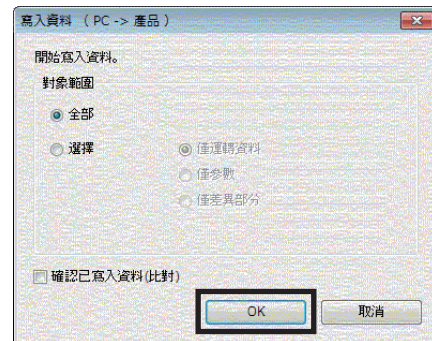 寫入資料 （ PC -> 產品 ）
開始寫入資料。
對象範圍
全部
選擇
僅運轉資料
僅參數
僅差異部分
確認已寫入資料(比對)
OK
取消